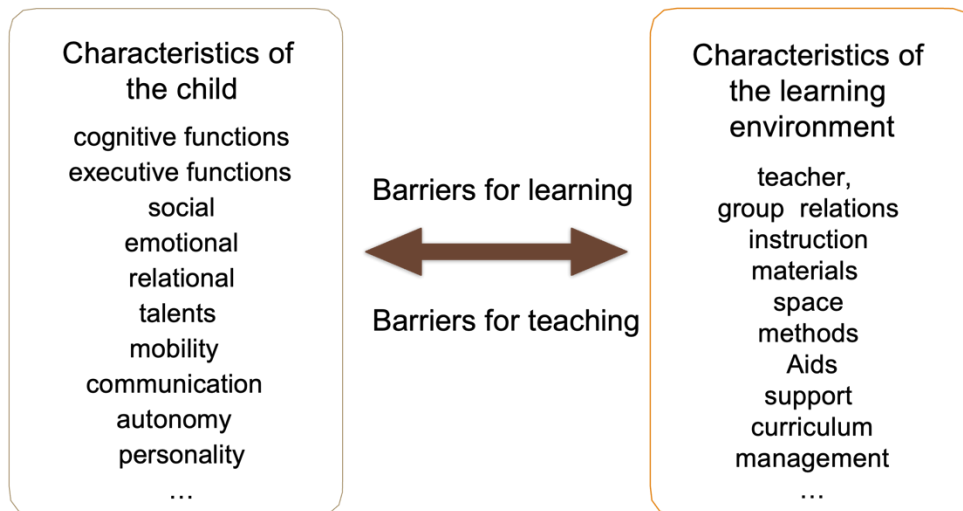 Characteristics of
the child
cognitive functions
executive functions
social
emotional
relational
talents
mobility
communication
autonomy
personality
...
Barriers for learning
Barriers for teaching
Characteristics of
the learning
environment
teacher,
group relations
instruction
materials
space
methods
Aids
support
curriculum
management
...